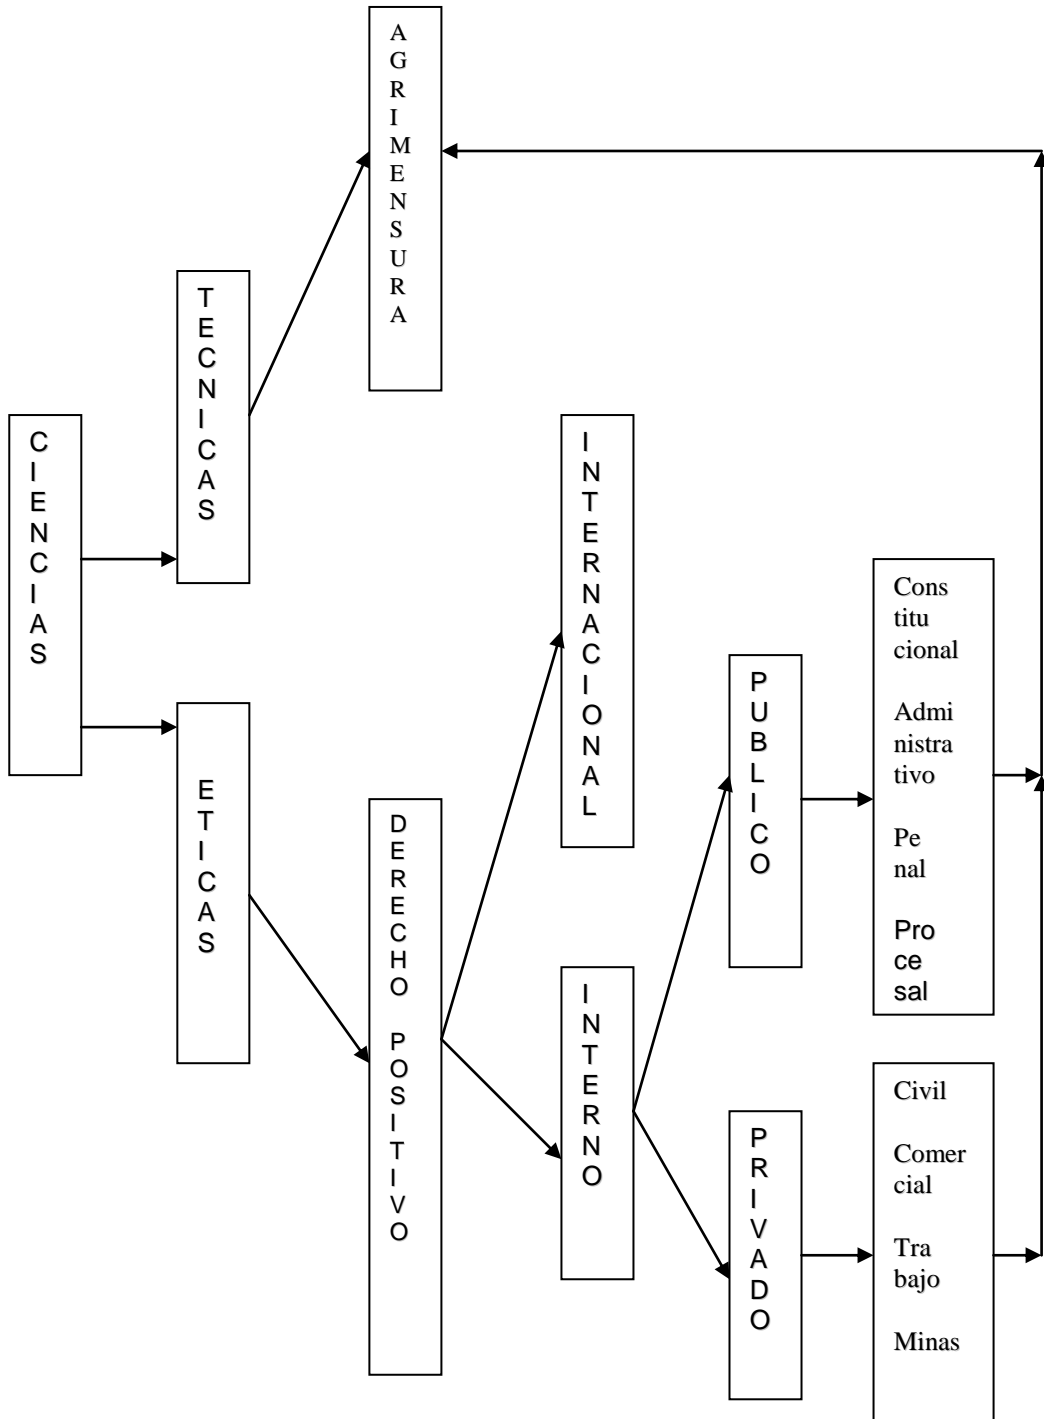 AGRIMENSURA
TECNICAS
CIENCIAS
ETICAS
DERECHO POSITIVO
INTERNACIONAL
INTERNO
PUBLICO
PRIVADO
Cons
titu
cional
Admi
nistra
tivo
Pe
nal
Pro
ce
sal
Civil
Comer
cial
Tra
bajo
Minas